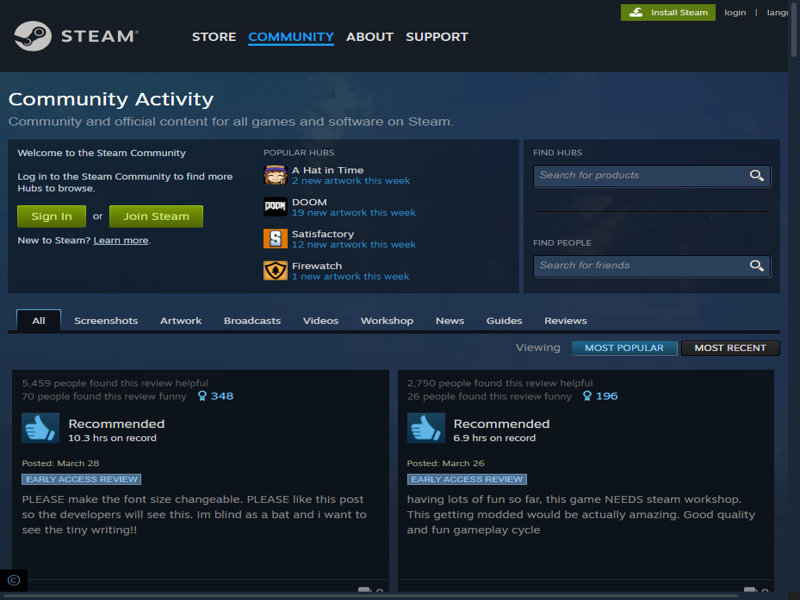 Install Steam login | langu
STEAM®
STORE COMMUNITY ABOUT SUPPORT
Community Activity
Community and official content for all games and software on Steam.
Welcome to the Steam Community
Log in to the Steam Community to find more
Hubs to browse.
Sign In or Join Steam
New to Steam? Learn more.
POPULAR HUBS
A Hat in Time
2 new artwork this week
DOOM
DOOM
19 new artwork this week
S
Satisfactory
12 new artwork this week
Firewatch
1 new artwork this week
FIND HUBS
Search for products
FIND PEOPLE
Search for friends
All Screenshots Artwork Broadcasts Videos Workshop News Guides Reviews
Viewing MOST POPULAR MOST RECENT
5,459 people found this review helpful
70 people found this review funny 348
Recommended
10.3 hrs on record
Posted: March 28
EARLY ACCESS REVIEW
PLEASE make the font size changeable. PLEASE like this post
so the developers will see this. Im blind as a bat and i want to
see the tiny writing!!
2,750 people found this review helpful
26 people found this review funny 196
Recommended
6.9 hrs on record
Posted: March 26
EARLY ACCESS REVIEW
having lots of fun so far, this game NEEDS steam workshop.
This getting modded would be actually amazing. Good quality
and fun gameplay cycle
©